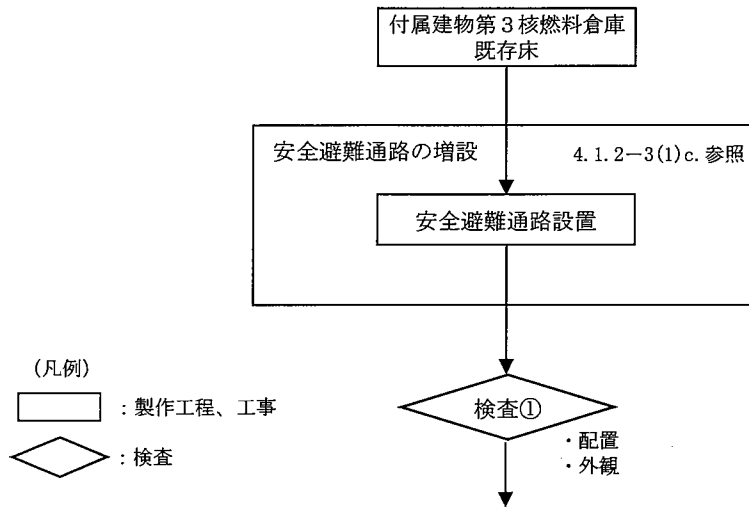 付属建物第3核燃料倉庫
既存床
安全避難通路の増設
4.1.2-3(1)c.参照
安全避難通路設置
検査①
・配置
・外観
(凡例)
：製作工程、工事
：検査